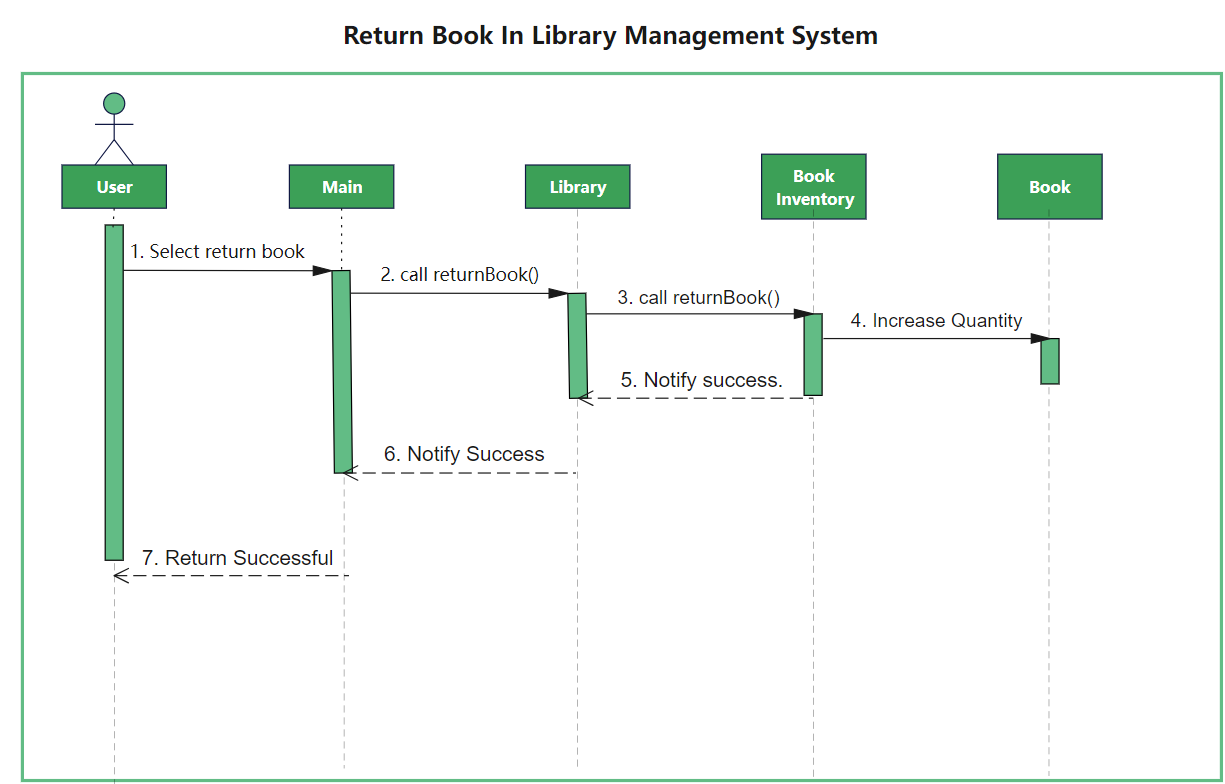 Return Book In Library Management System
User
Main
Library
Book
Inventory
Book
1. Select return book
2. call returnBook()
3. call returnBook()
4. Increase Quantity
5. Notify success.
6. Notify Success
7. Return Successful